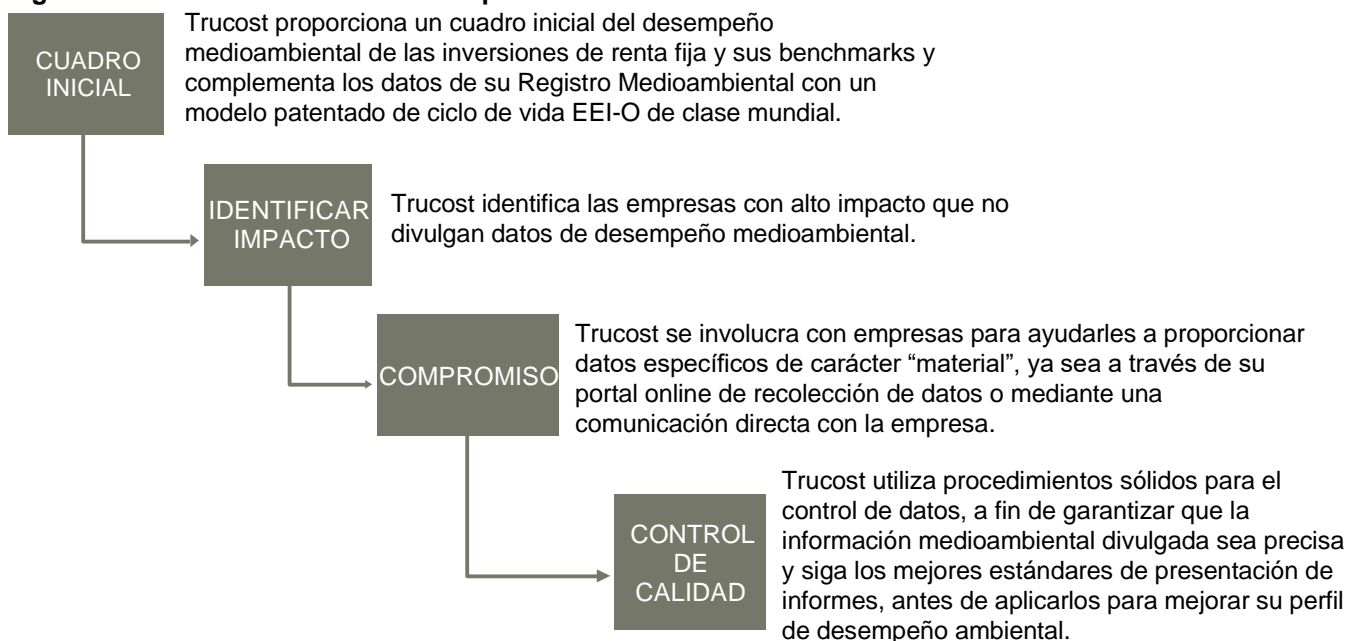 CUADRO
INICIAL
Trucost proporciona un cuadro inicial del desempeño
medioambiental de las inversiones de renta fija y sus benchmarks y
complementa los datos de su Registro Medioambiental con un
modelo patentado de ciclo de vida EEI-O de clase mundial.
IDENTIFICAR
IMPACTO
Trucost identifica las empresas con alto impacto que no
divulgan datos de desempeño medioambiental.
COMPROMISO
Trucost se involucra con empresas para ayudarles a proporcionar
datos específicos de carácter “material”, ya sea a través de su
portal online de recolección de datos o mediante una
comunicación directa con la empresa.
CONTROL
DE
CALIDAD
Trucost utiliza procedimientos sólidos para el
control de datos, a fin de garantizar que la
información medioambiental divulgada sea precisa
y siga los mejores estándares de presentación de
informes, antes de aplicarlos para mejorar su perfil
de desempeño ambiental.